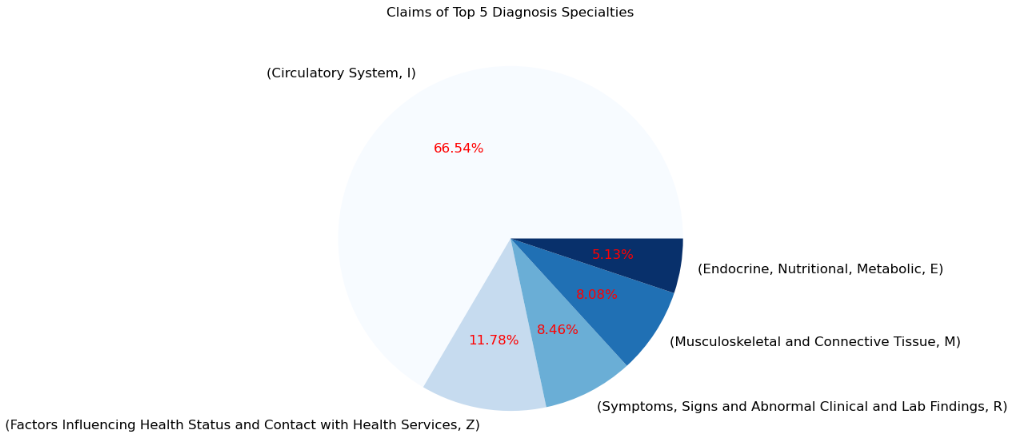 Claims of Top 5 Diagnosis Specialties
(Circulatory System, I)
66.54%
5.13%
(Endocrine, Nutritional, Metabolic, E)
8.08%
(Musculoskeletal and Connective Tissue, M)
8.46%
11.78%
(Symptoms, Signs and Abnormal Clinical and Lab Findings, R)
(Factors Influencing Health Status and Contact with Health Services, Z)